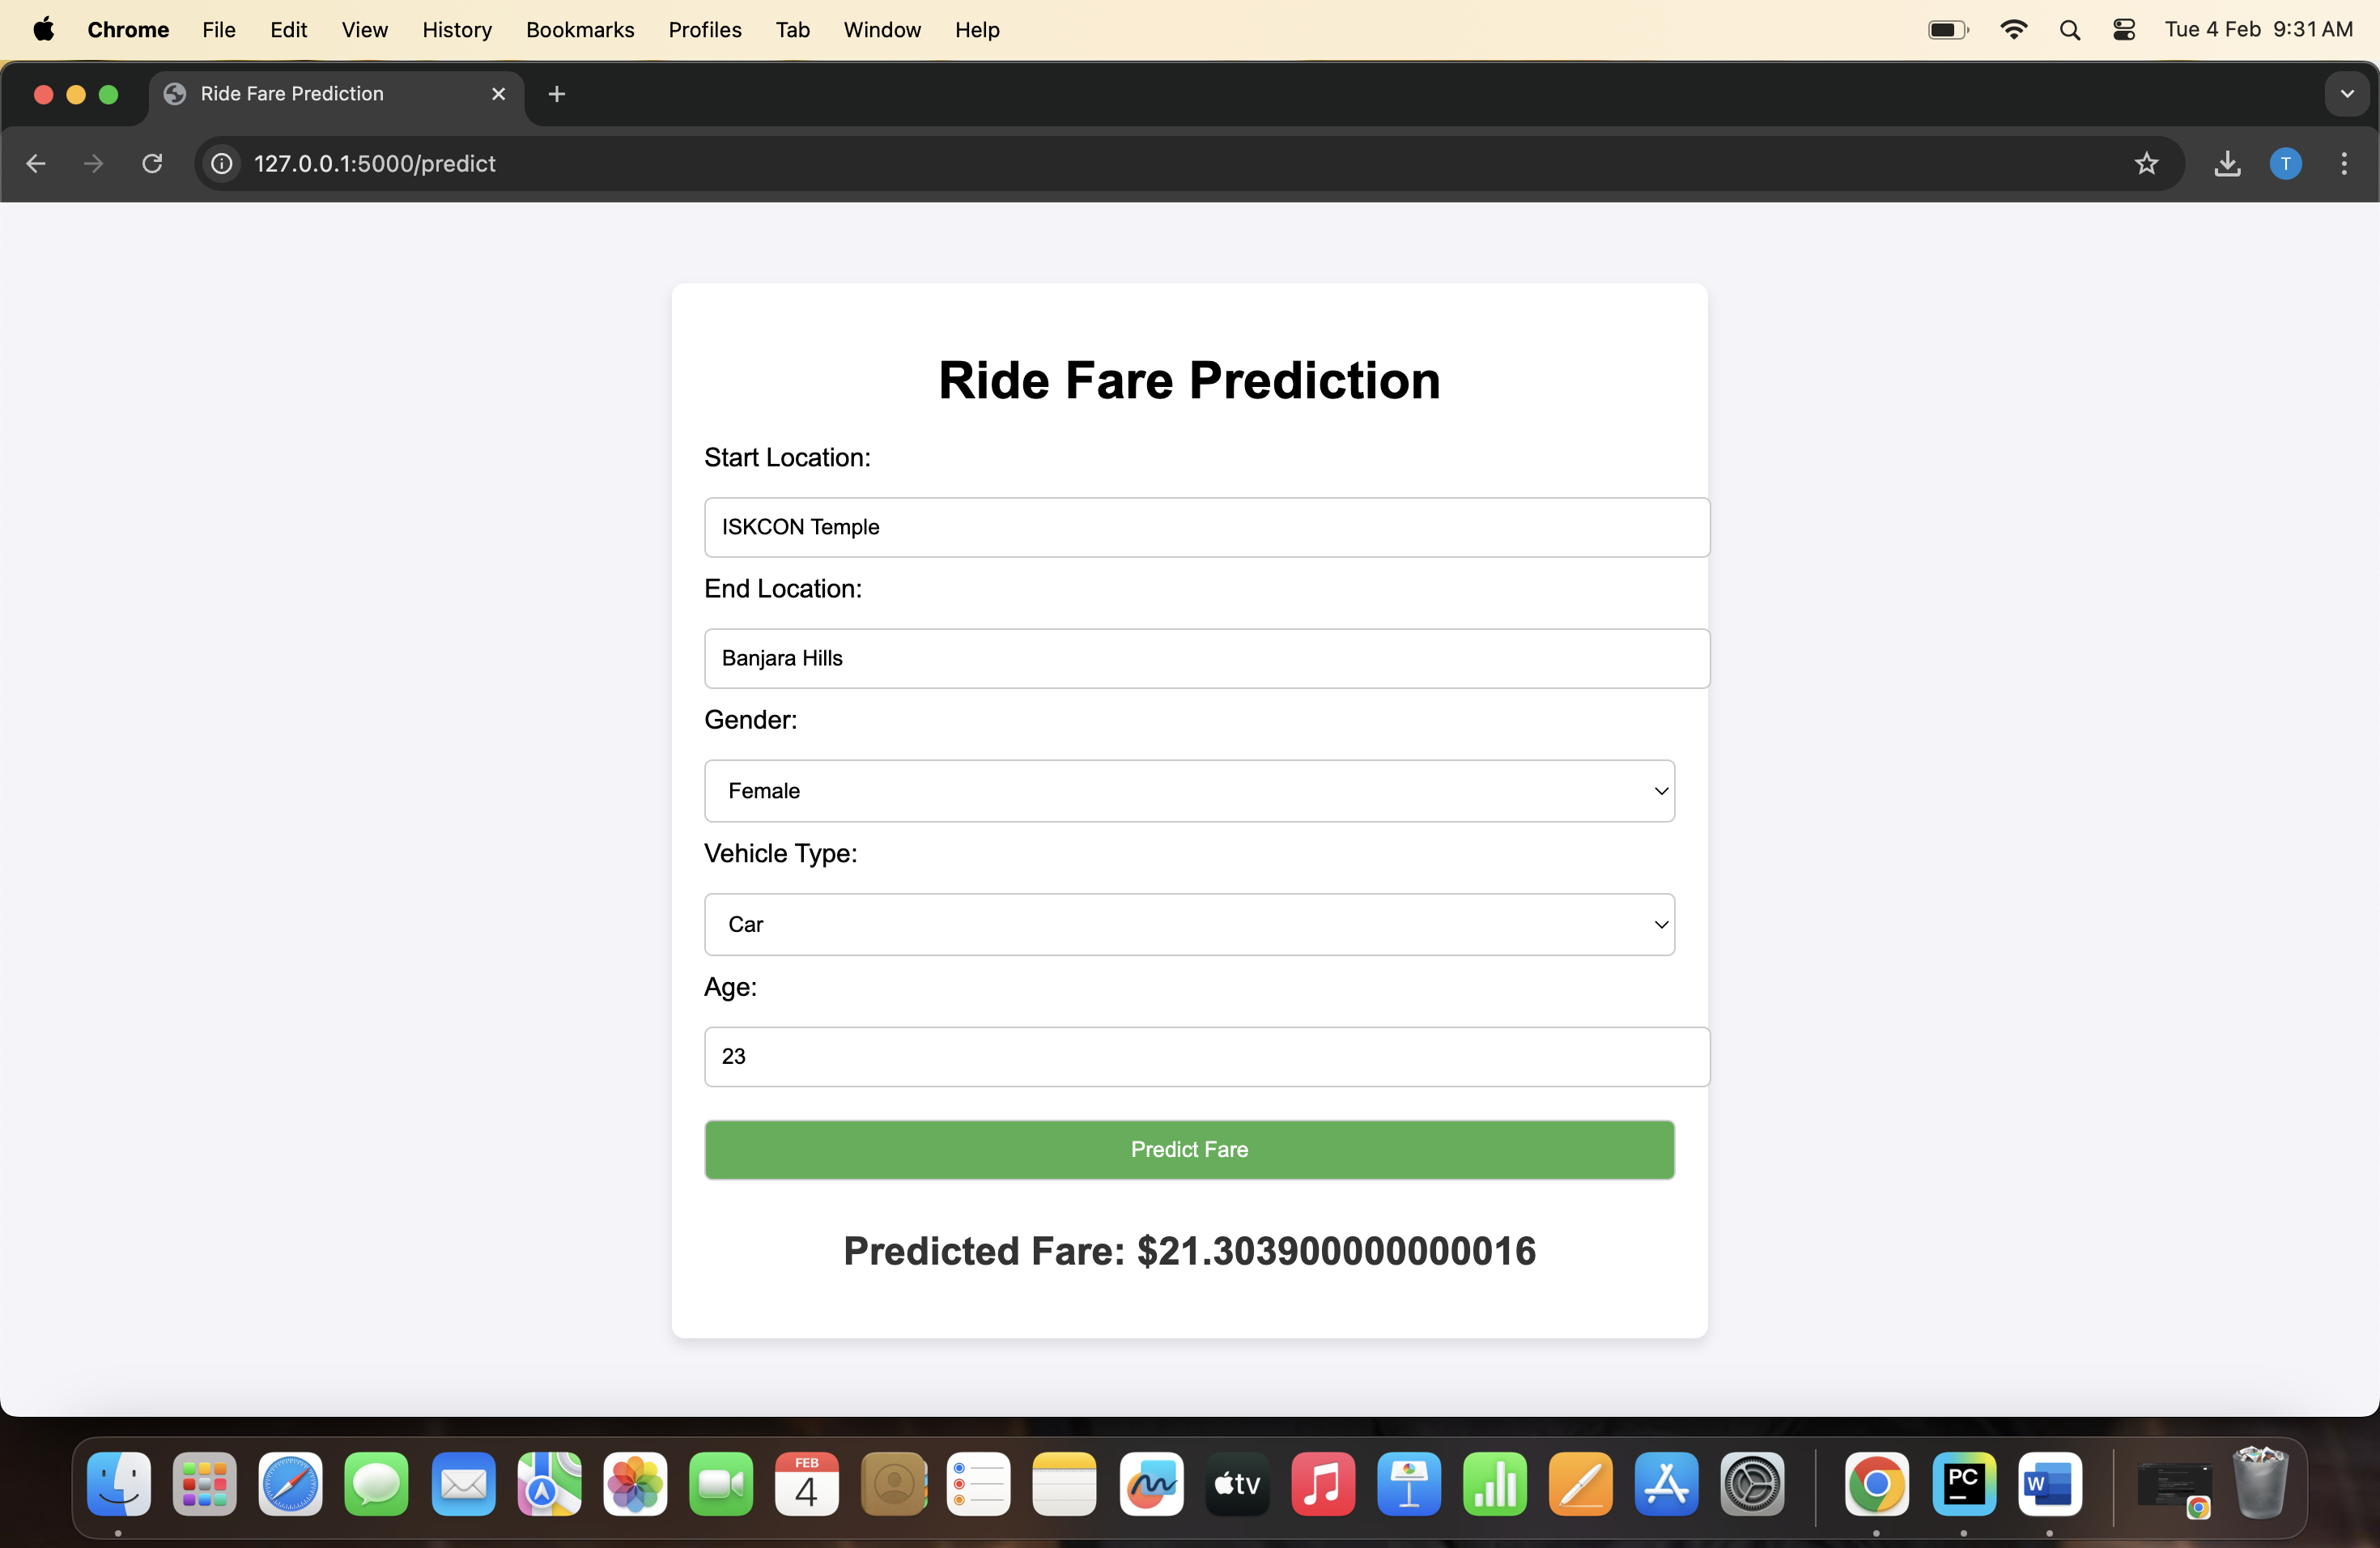 Chrome File Edit View History Bookmarks Profiles Tab Window Help Tue 4 Feb 9:31 AM
Ride Fare Prediction
127.0.0.1:5000/predict
T
Ride Fare Prediction
Start Location:
ISKCON Temple
End Location:
Banjara Hills
Gender:
Female
Vehicle Type:
Car
Age:
23
Predict Fare
Predicted Fare: $21.303900000000016
FEB
4
tv
PC
W